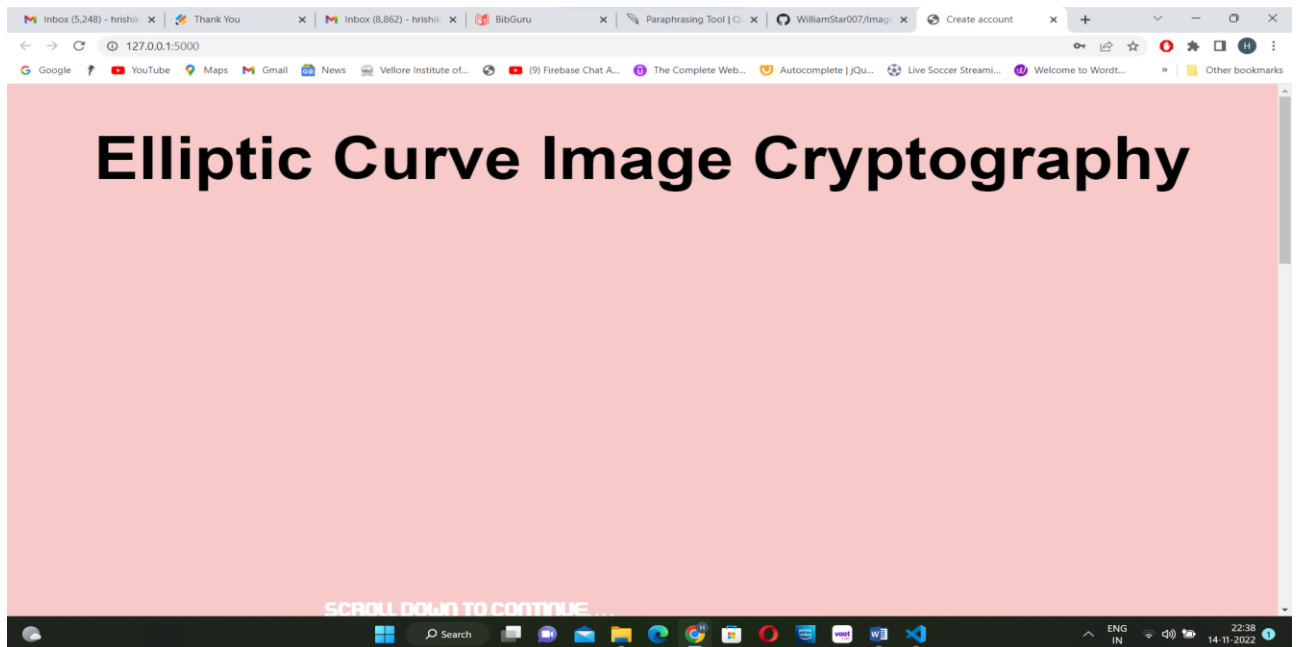 Inbox (5,248) - hrishi
Thank You
Inbox (8,862) - hrishi
BibGuru
Paraphrasing Tool | Q
WilliamStar007/Imag
Create account
127.0.0.1:5000
H
Google
YouTube
Maps
Gmail
News
Vellore Institute of...
(9) Firebase Chat A...
The Complete Web...
Autocomplete | jQu...
Live Soccer Streami...
Welcome to Wordt...
»
Other bookmarks
Elliptic Curve Image Cryptography
SCROLL DOWN TO CONTINUE...
Search
voot
ENG
IN
22:38
14-11-2022
1